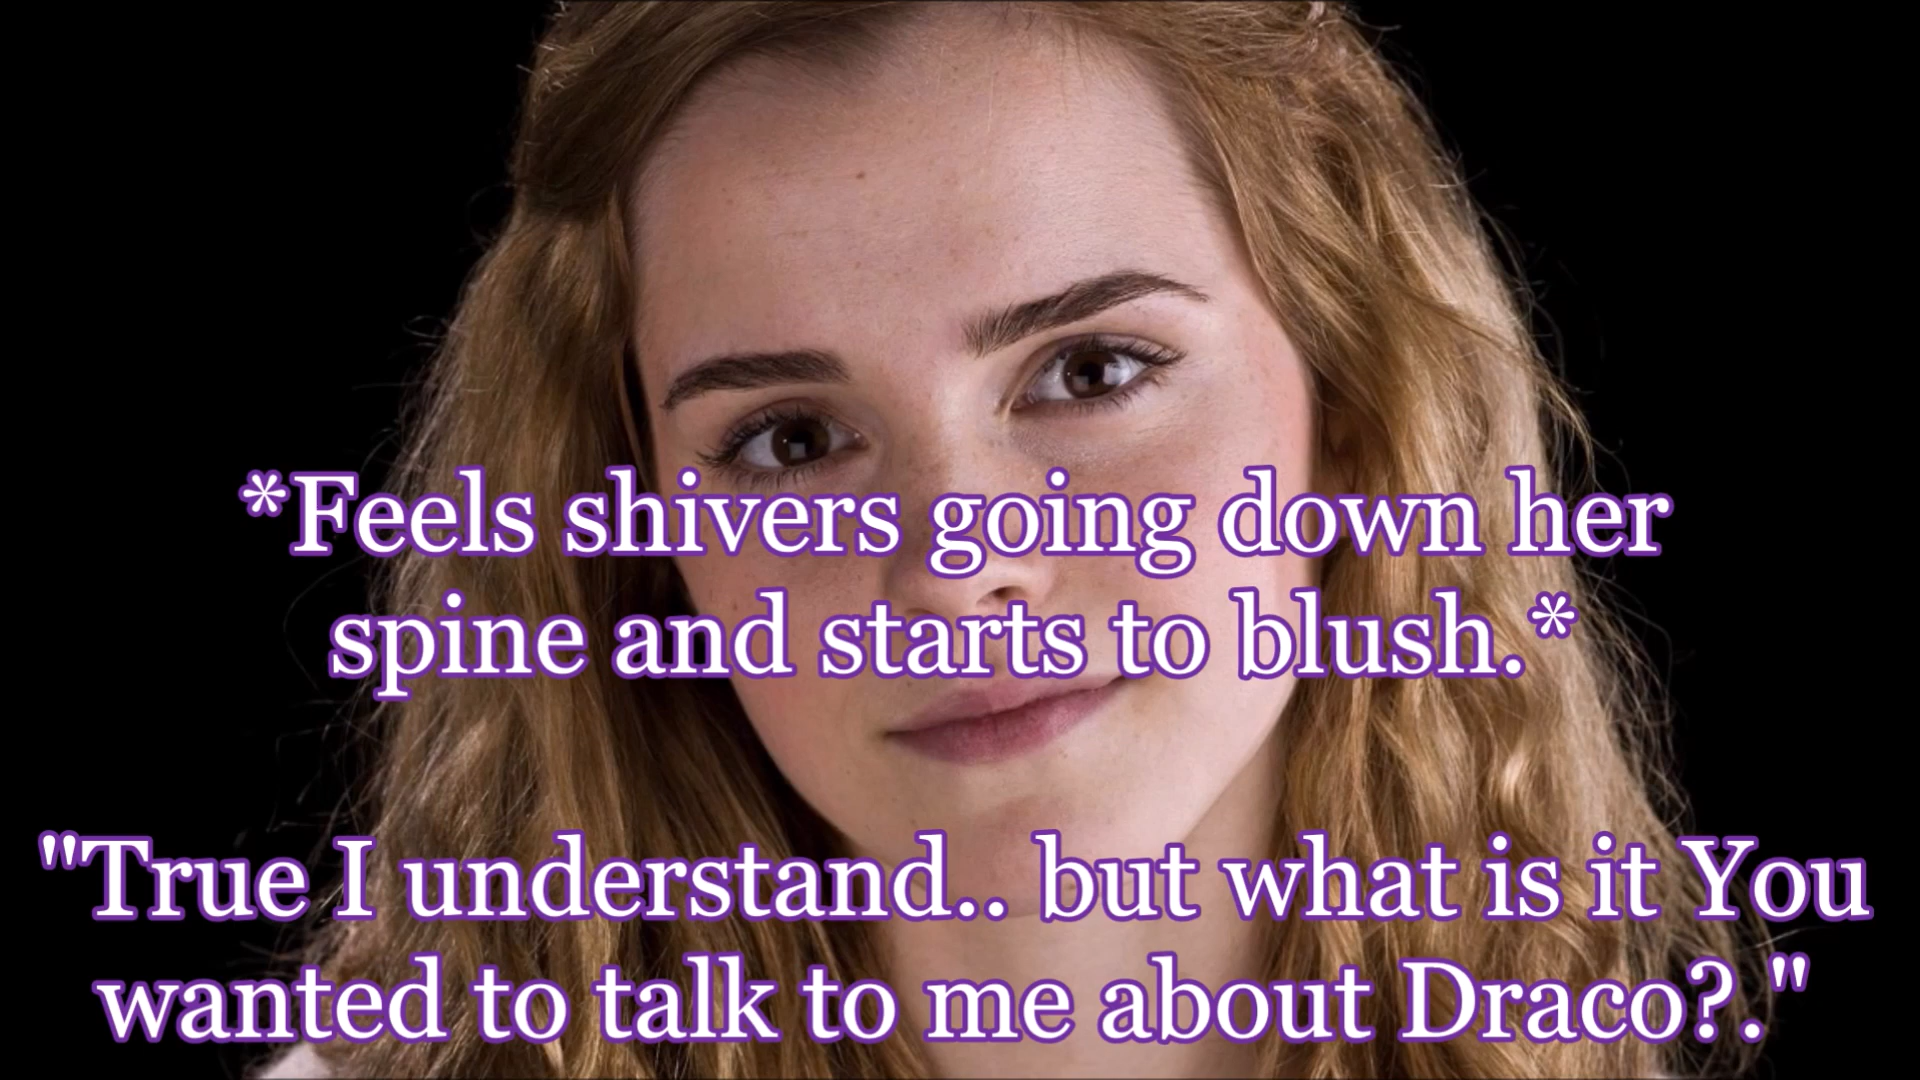 *Feels shivers going down her
spine and starts to blush.*
"True I understand.. but what is it You
wanted to talk to me about Draco?."